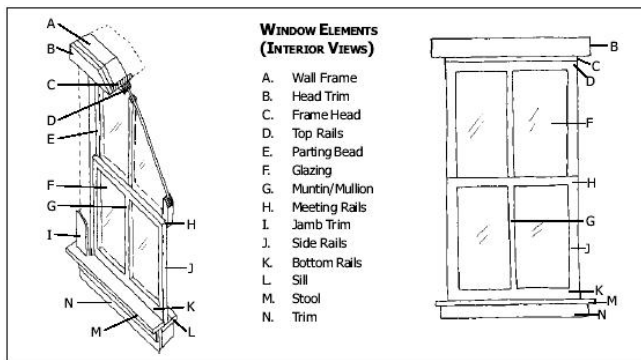 A
B
C
D
E
F
G
I
N
M
H
J
K
L
WINDOW ELEMENTS
(INTERIOR VIEWS)
A. Wall Frame
B. Head Trim
C. Frame Head
D. Top Rails
E. Parting Bead
F. Glazing
G. Muntin/Mullion
H. Meeting Rails
I. Jamb Trim
J. Side Rails
K. Bottom Rails
L. Sill
M. Stool
N. Trim
B
C
D
F
H
G
J
K
M
N